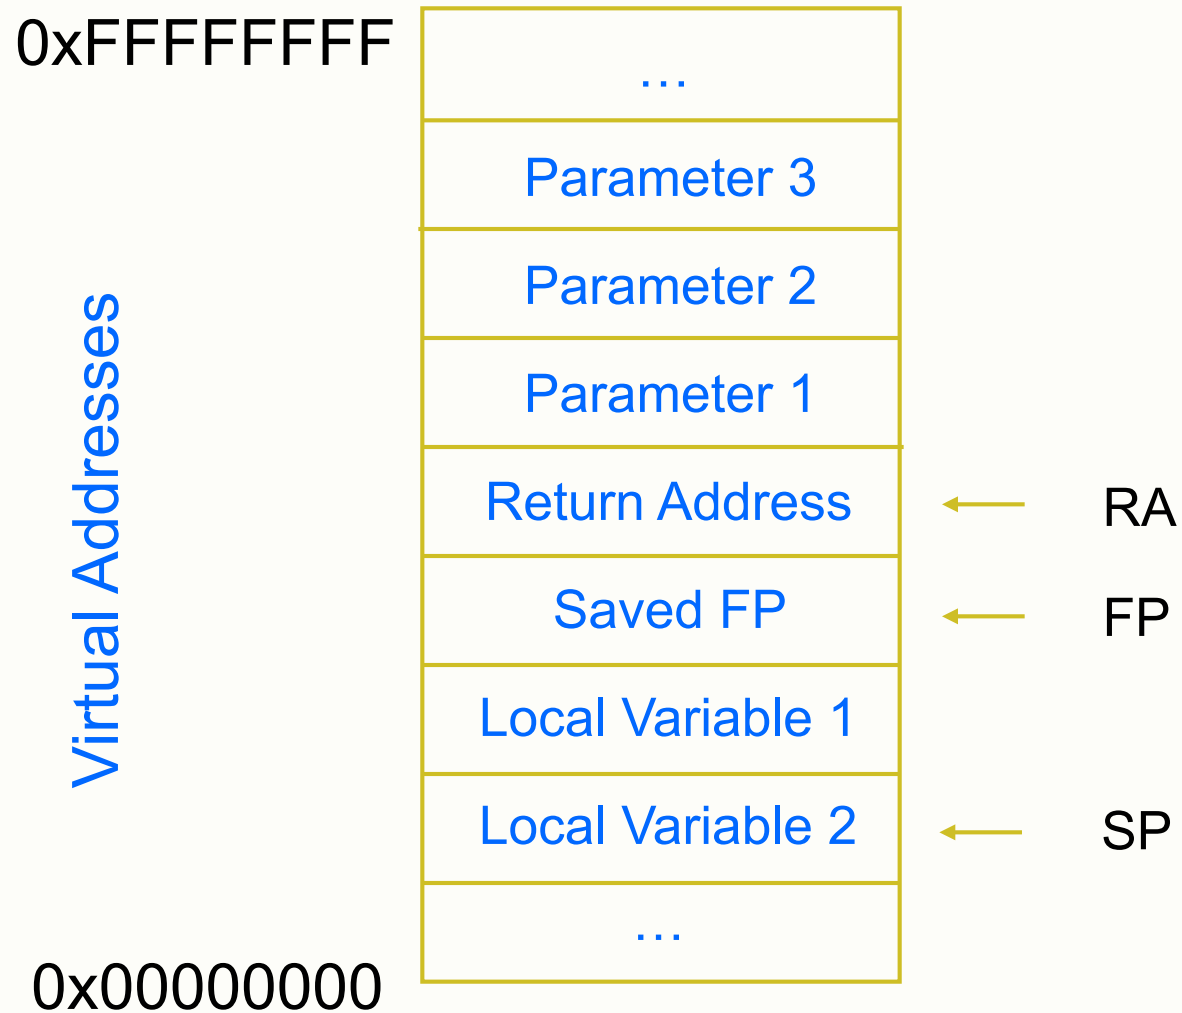 0xFFFFFFFF
…
Parameter 3
Parameter 2
Parameter 1
Return Address
RA
Saved FP
FP
Virtual Addresses
Local Variable 1
Local Variable 2
SP
…
0x00000000